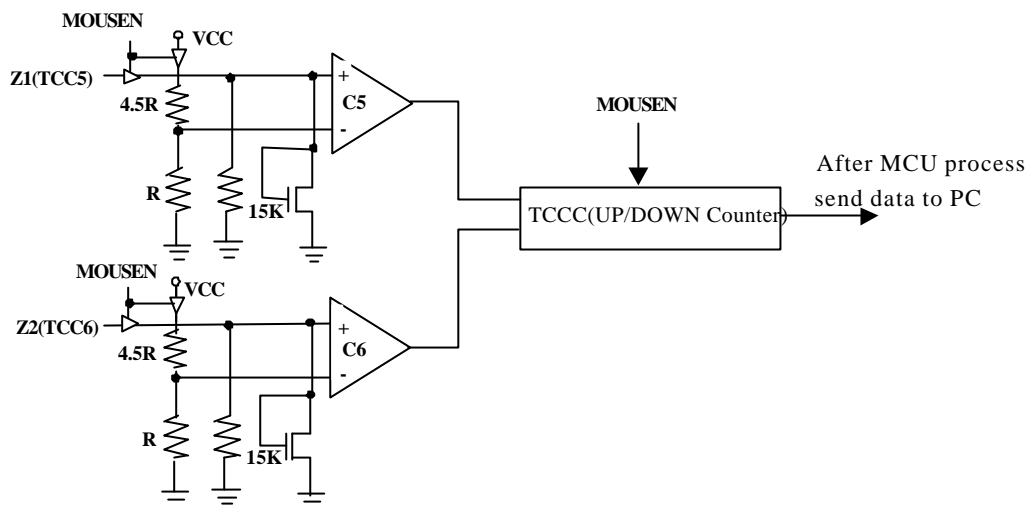 MOUSEN
VCC
Z1(TCC5)
4.5R
+
C5
-
R
15K
MOUSEN
TCCC(UP/DOWN Counter)
After MCU process
send data to PC
MOUSEN
VCC
Z2(TCC6)
4.5R
+
C6
-
R
15K